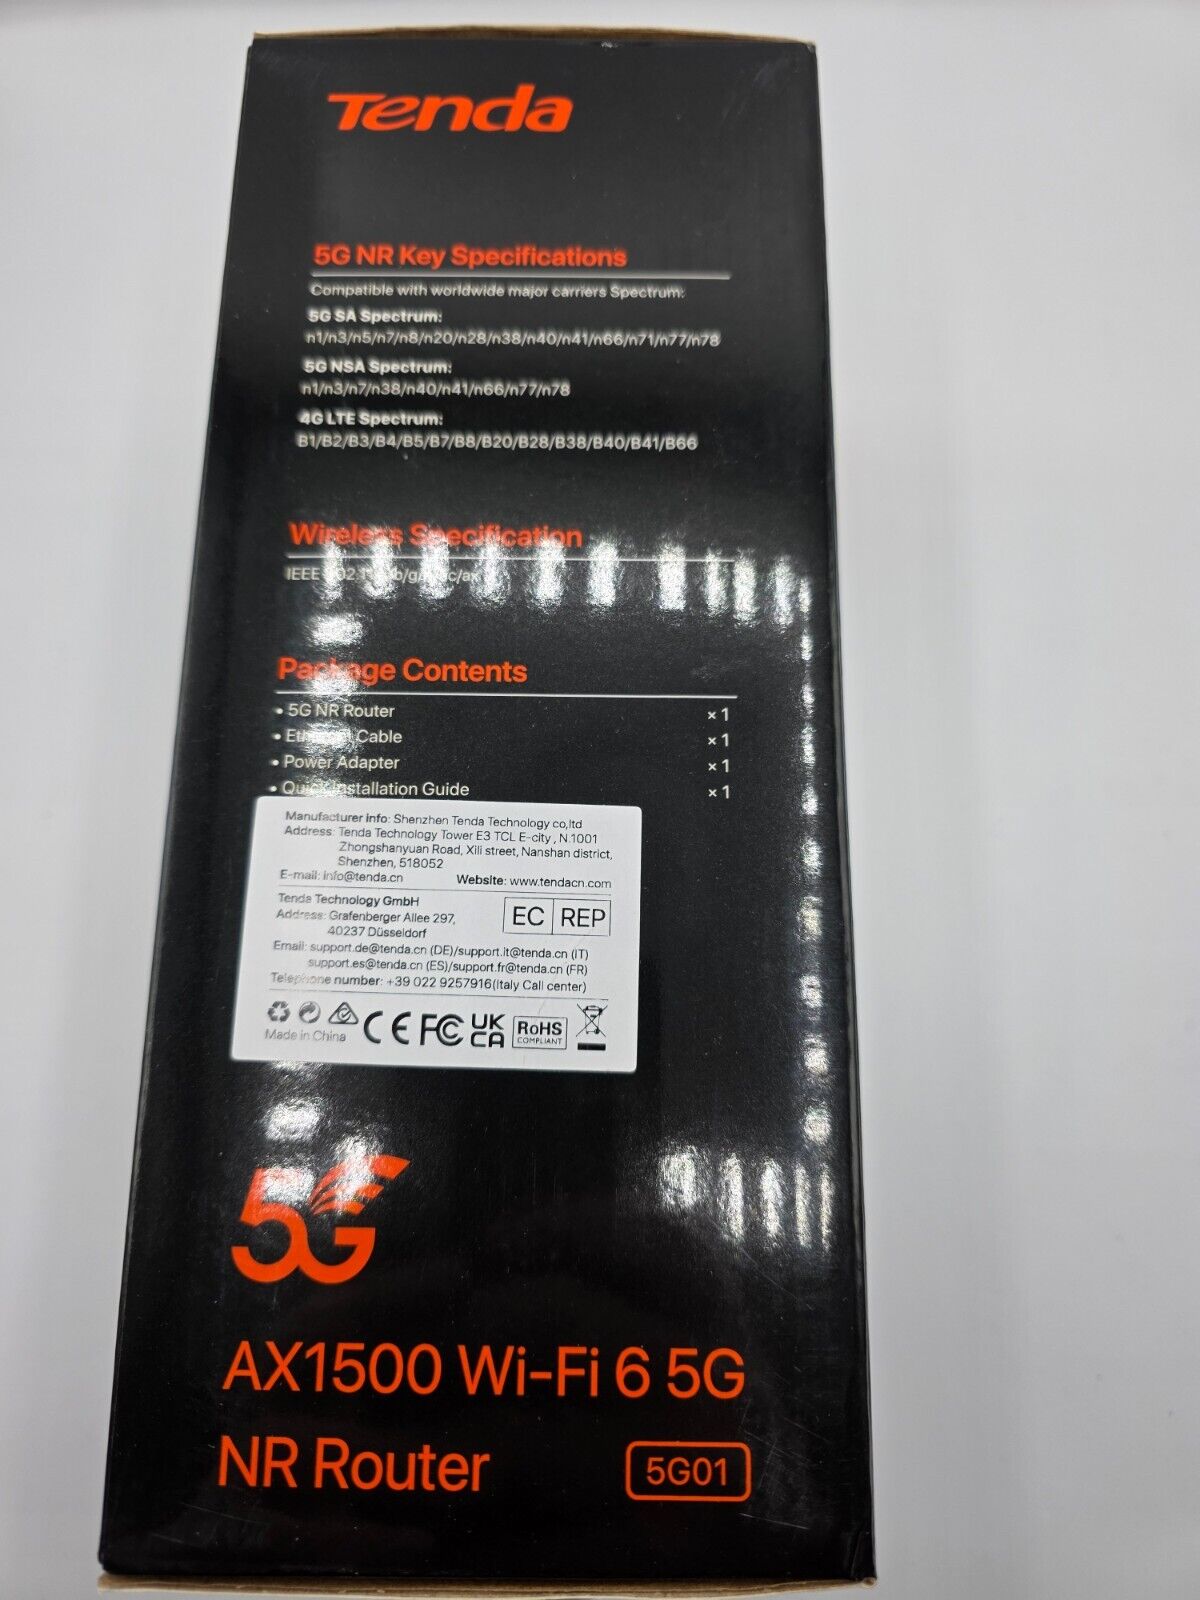 Tenda
5G NR Key Specifications
Compatible with worldwide major carriers Spectrum:
5G SA Spectrum:
n1/n3/n5/n7/n8/n20/n28/n38/n40/n41/n66/n71/n77/n78
5G NSA Spectrum:
n1/n3/n7/n38/n40/n41/n66/n77/n78
4G LTE Spectrum:
B1/B2/B3/B4/B5/B7/B8/B20/B28/B38/B40/B41/B66
Wireless Specification
IEEE
Package Contents
• 5G NR Router × 1
• Ethernet Cable × 1
• Power Adapter × 1
• Quick Installation Guide × 1
Manufacturer info: Shenzhen Tenda Technology co,ltd
Address: Tenda Technology Tower E3 TCL E-city , N.1001
Zhongshanyuan Road, Xili street, Nanshan district,
Shenzhen, 518052
E-mail: info@tenda.cn Website: www.tendacn.com
Tenda Technology GmbH
Address: Grafenberger Allee 297,
40237 Düsseldorf
EC REP
Email: support.de@tenda.cn (DE)/support.it@tenda.cn (IT)
support.es@tenda.cn (ES)/support.fr@tenda.cn (FR)
Telephone number: +39 022 9257916(Italy Call center)
Made in China
CE FC UK CA RoHS COMPLIANT
5G
AX1500 Wi-Fi 6 5G
NR Router 5G01